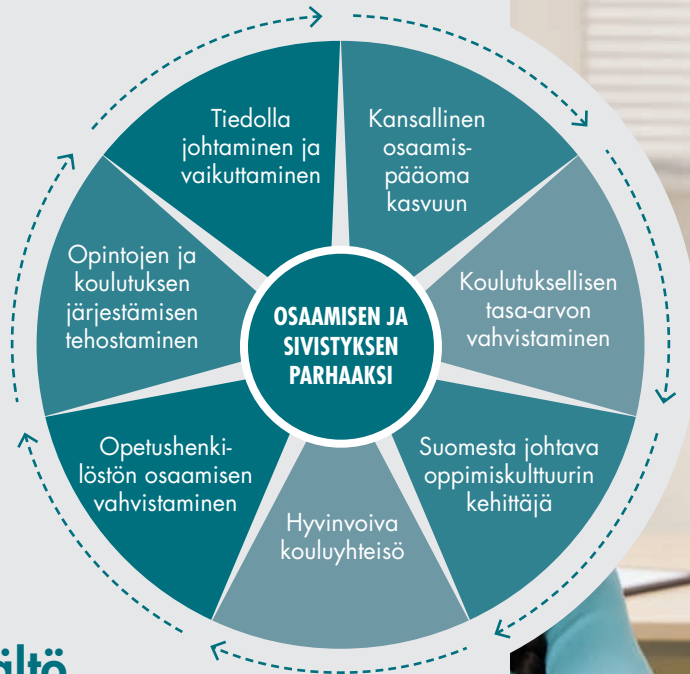 Tiedolla
johtaminen ja
vaikuttaminen
Kansallinen
osaamis-
pääoma
kasvuun
Koulutuksellisen
tasa-arvon
vahvistaminen
Suomesta johtava
oppimiskulttuurin
kehittäjä
Hyvinvoiva
kouluyhteisö
Opetushenki-
löstön osaamisen
vahvistaminen
Opintojen ja
koulutuksen
järjestämisen
tehostaminen
OSAAMISEN JA
SIVISTYKSEN
PARHAAKSI